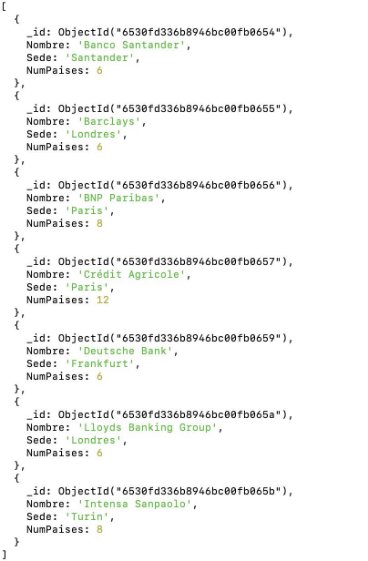 [
  {
    _id: ObjectId("6530fd336b8946bc00fb0654"),
    Nombre: 'Banco Santander',
    Sede: 'Santander',
    NumPaises: 6
  },
  {
    _id: ObjectId("6530fd336b8946bc00fb0655"),
    Nombre: 'Barclays',
    Sede: 'Londres',
    NumPaises: 6
  },
  {
    _id: ObjectId("6530fd336b8946bc00fb0656"),
    Nombre: 'BNP Paribas',
    Sede: 'Paris',
    NumPaises: 8
  },
  {
    _id: ObjectId("6530fd336b8946bc00fb0657"),
    Nombre: 'Crédit Agricole',
    Sede: 'Paris',
    NumPaises: 12
  },
  {
    _id: ObjectId("6530fd336b8946bc00fb0659"),
    Nombre: 'Deutsche Bank',
    Sede: 'Frankfurt',
    NumPaises: 6
  },
  {
    _id: ObjectId("6530fd336b8946bc00fb065a"),
    Nombre: 'Lloyds Banking Group',
    Sede: 'Londres',
    NumPaises: 6
  },
  {
    _id: ObjectId("6530fd336b8946bc00fb065b"),
    Nombre: 'Intensa Sanpaolo',
    Sede: 'Turin',
    NumPaises: 8
  }
]